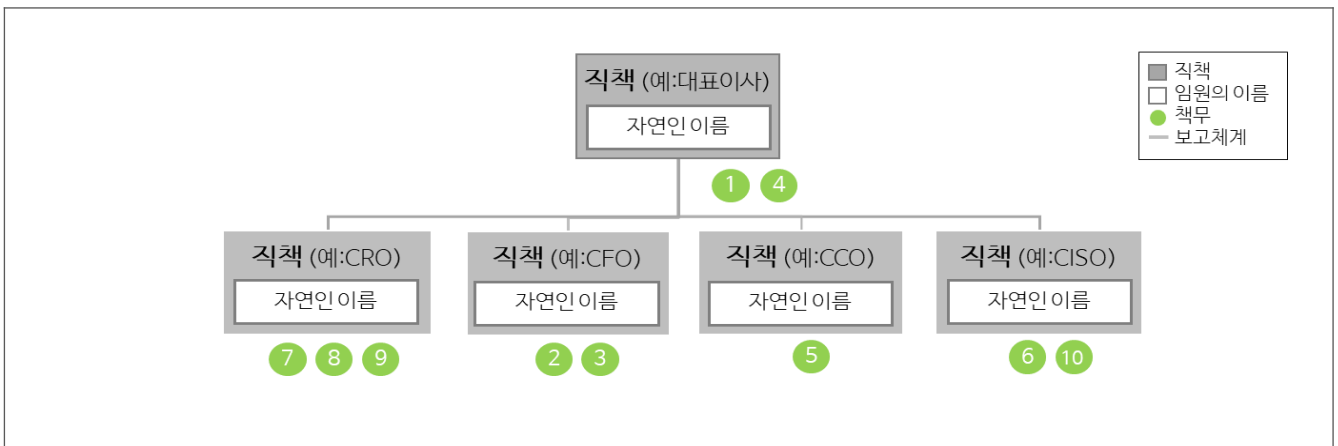 직책 (예:대표이사)
자연인 이름
직책
임원의 이름
책무
보고체계
1 4
직책 (예:CRO)
자연인 이름
7 8 9
직책 (예:CFO)
자연인 이름
2 3
직책 (예:CCO)
자연인 이름
5
직책 (예:CISO)
자연인 이름
6 10